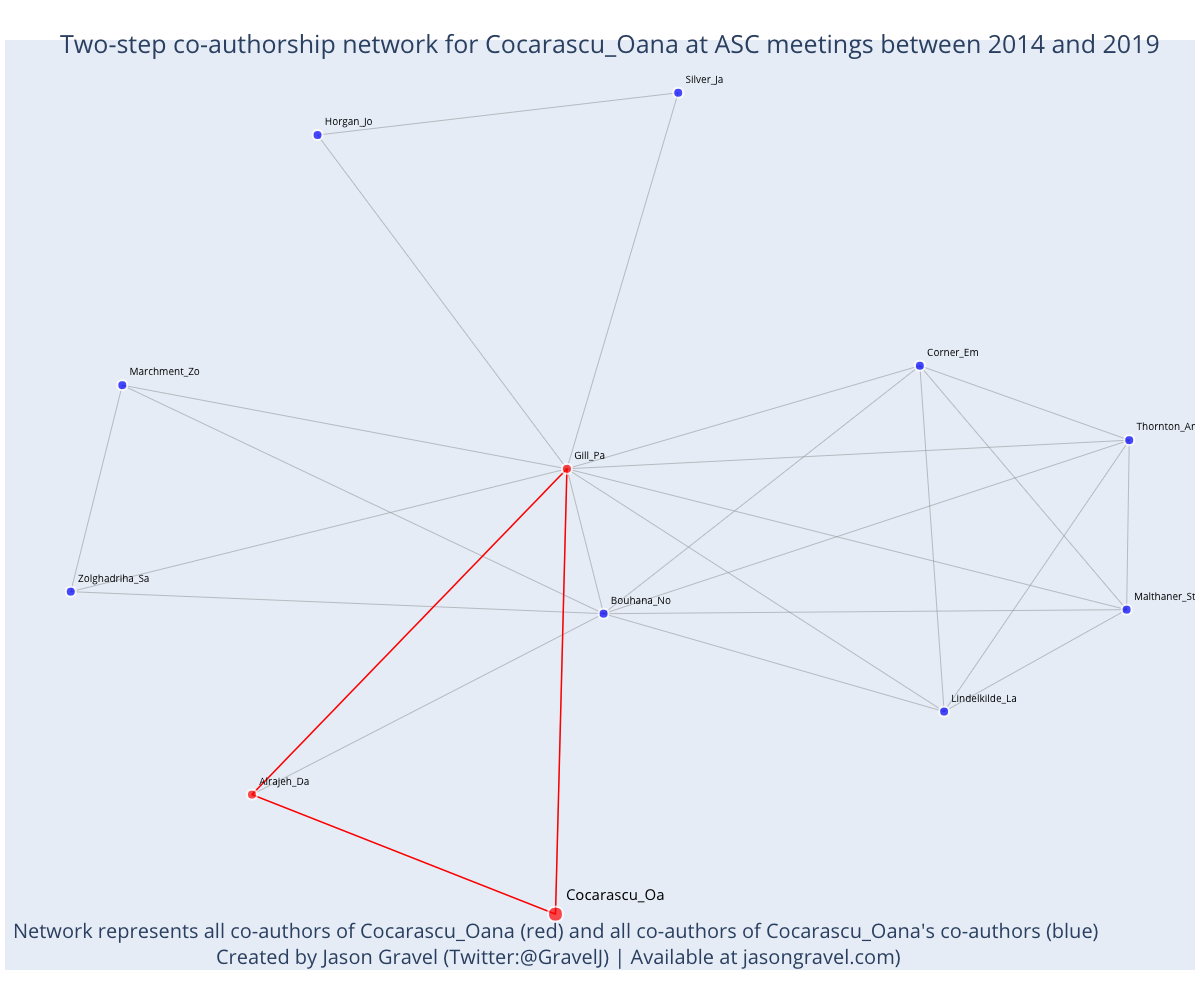 Two-step co-authorship network for Cocarascu_Oana at ASC meetings between 2014 and 2019
Silver_Ja
Horgan_Jo
Corner_Em
Marchment_Zo
Thornton_Am
Gill_Pa
Zolghadriha_Sa
Bouhana_No
Malthaner_St
Lindelkilde_La
Alrajeh_Da
Cocarascu_Oa
Network represents all co-authors of Cocarascu_Oana (red) and all co-authors of Cocarascu_Oana's co-authors (blue)
Created by Jason Gravel (Twitter:@GravelJ) | Available at jasongravel.com)